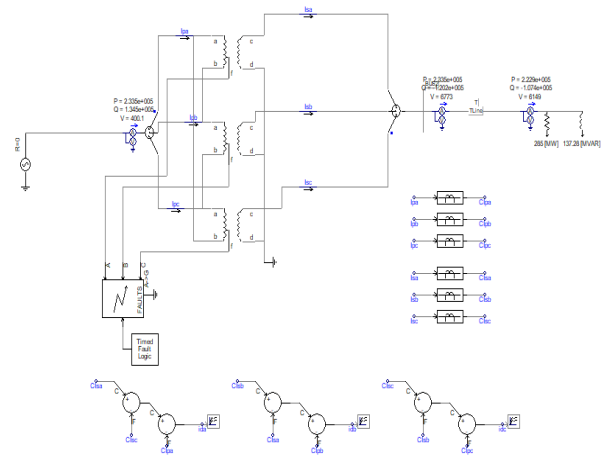 Isa
Ipa
a
c
b
d
f
P = 2.335e+005
Q = 1.345e+005
V = 400.1
P = 2.335e+005
V = 6773
T
TLine
P = 2.229e+005
Q = -1.074e+005
V = 6149
R=0
Ipb
Isb
a
c
b
d
f
285 [MW]
137.28 [MVAR]
Ipc
Isc
a
c
b
d
f
Ipa
CIpa
Ipb
CIpb
Ipc
CIpc
Isa
CIsa
Isb
CIsb
Isc
CIsc
A
B
C
FAULTS
A->G
Timed
Fault
Logic
CIsa
C
+
F
CIsc
C
+
F
CIpa
ida
CIsb
C
+
F
CIsa
C
+
F
CIpb
idb
CIsc
C
+
F
CIsb
C
+
F
CIpc
idc